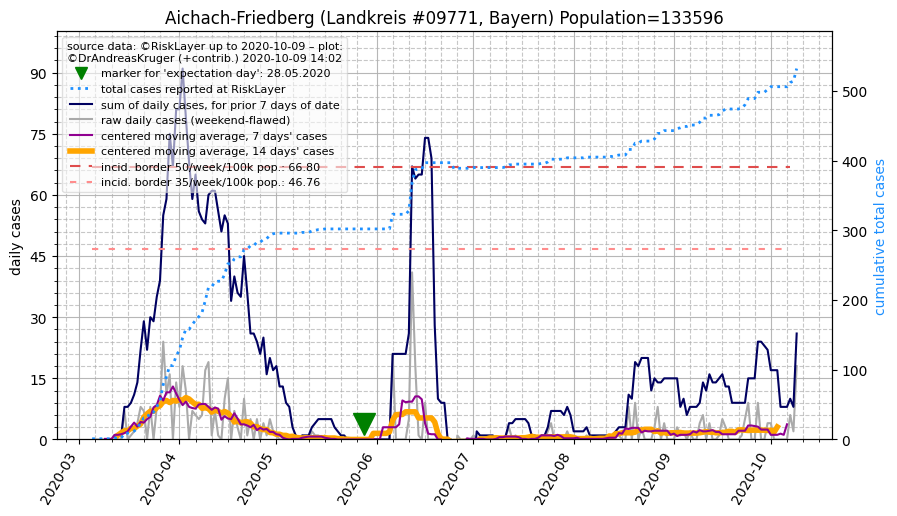 Aichach-Friedberg (Landkreis #09771, Bayern) Population=133596
source data: ©RiskLayer up to 2020-10-09 – plot:
©DrAndreasKruger (+contrib.) 2020-10-09 14:02
marker for 'expectation day': 28.05.2020
total cases reported at RiskLayer
sum of daily cases, for prior 7 days of date
raw daily cases (weekend-flawed)
centered moving average, 7 days' cases
centered moving average, 14 days' cases
incid. border 50/week/100k pop.: 66.80
incid. border 35/week/100k pop.: 46.76
daily cases
90
75
60
45
30
15
0
cumulative total cases
500
400
300
200
100
0
2020-03
2020-04
2020-05
2020-06
2020-07
2020-08
2020-09
2020-10